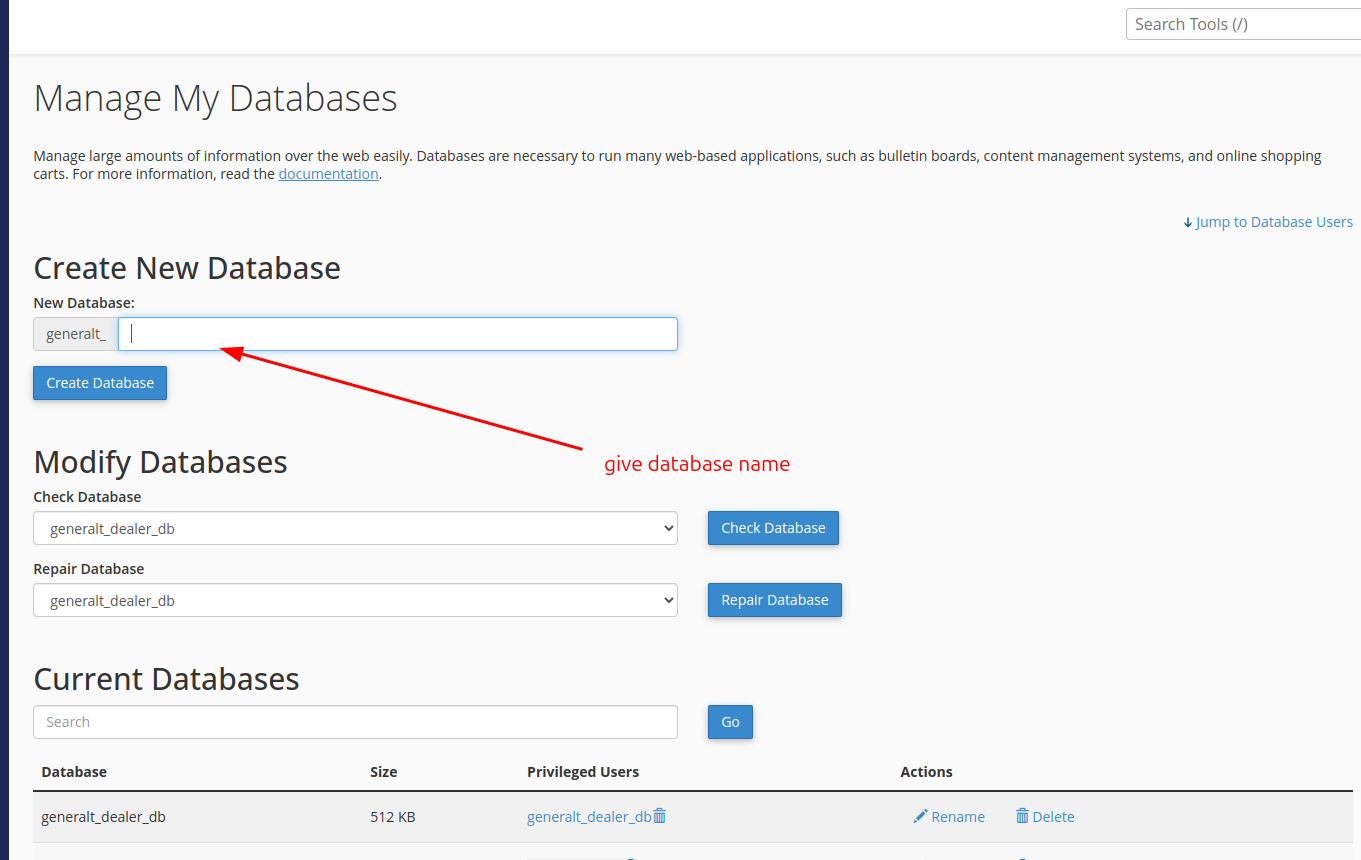 Search Tools (/)
Manage My Databases
Manage large amounts of information over the web easily. Databases are necessary to run many web-based applications, such as bulletin boards, content management systems, and online shopping
carts. For more information, read the documentation.
Jump to Database Users
Create New Database
New Database:
generalt_
Create Database
give database name
Modify Databases
Check Database
generalt_dealer_db
Check Database
Repair Database
generalt_dealer_db
Repair Database
Current Databases
Search
Go
Database Size Privileged Users Actions
generalt_dealer_db 512 KB generalt_dealer_db Rename Delete